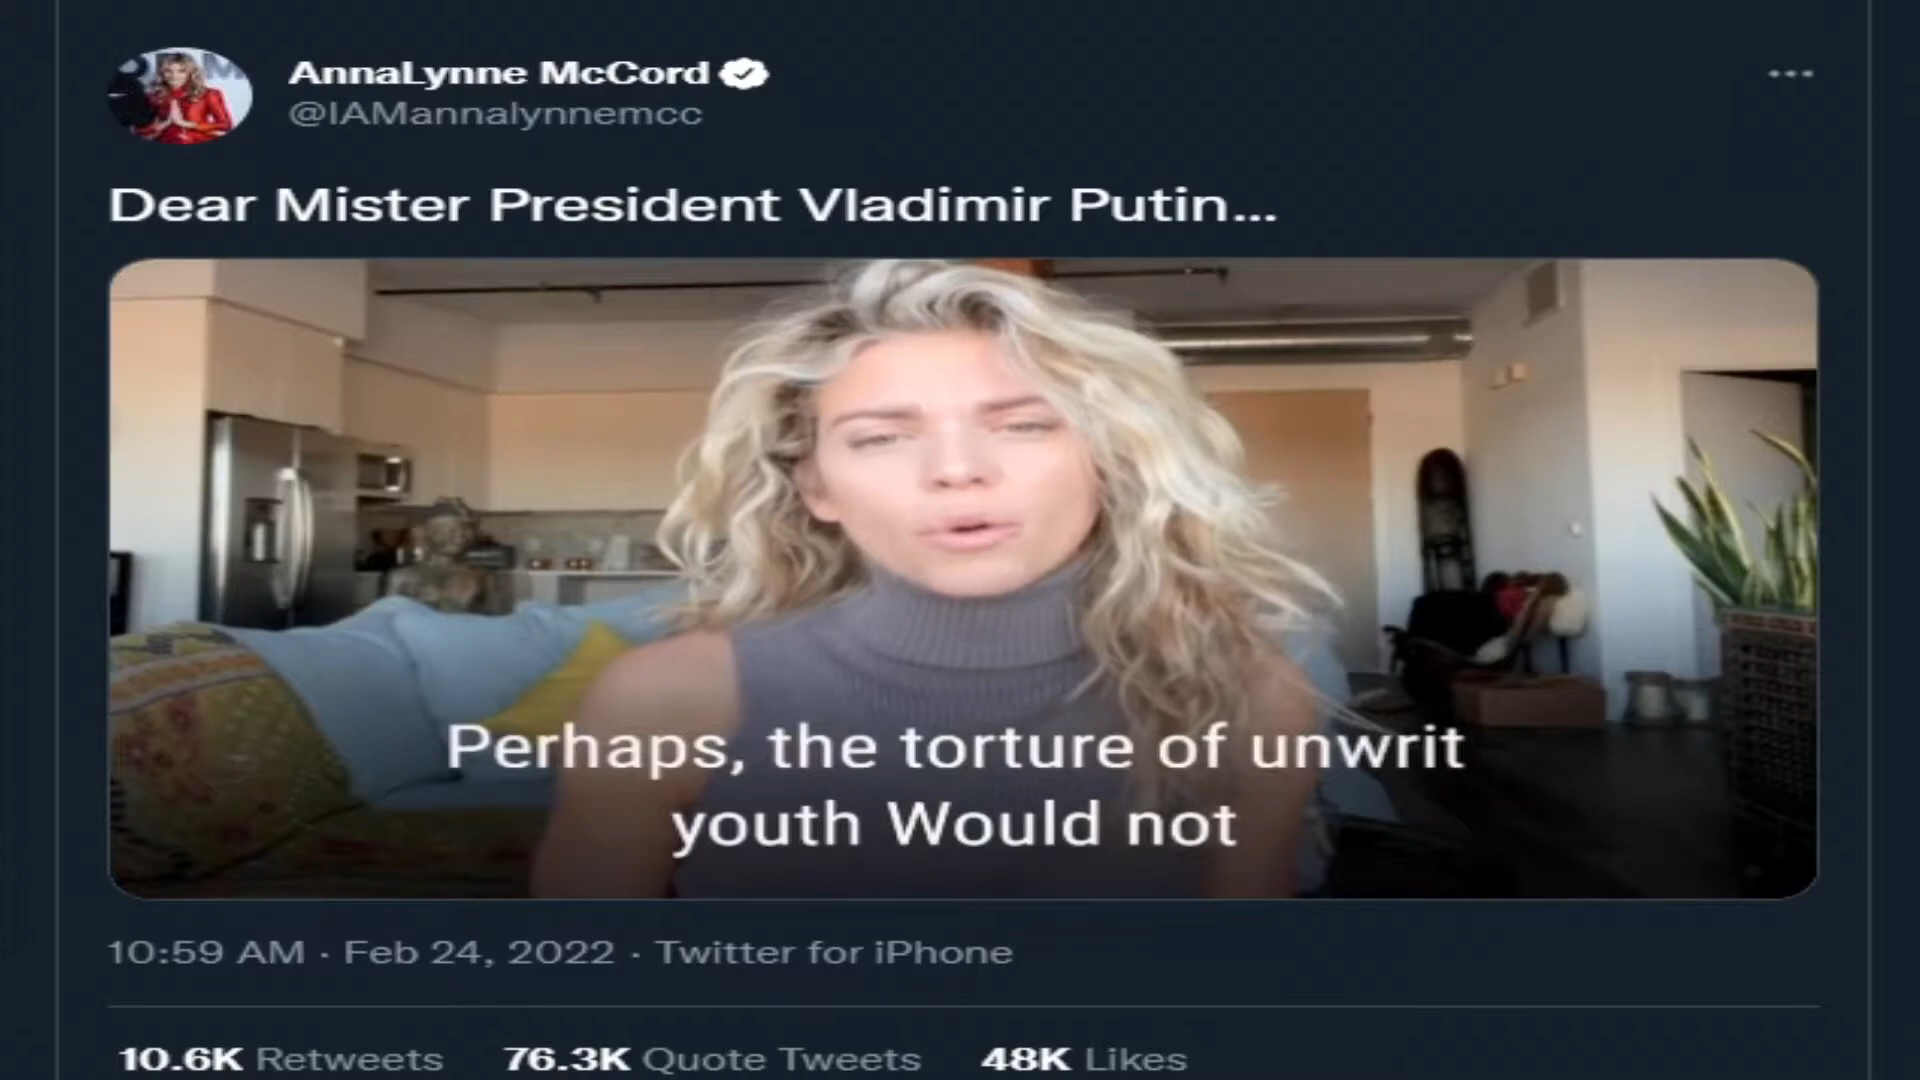 AnnaLynne McCord
@IAMannalynnemcc
Dear Mister President Vladimir Putin...
Perhaps, the torture of unwrit
youth Would not
10:59 AM · Feb 24, 2022 · Twitter for iPhone
10.6K Retweets 76.3K Quote Tweets 48K Likes